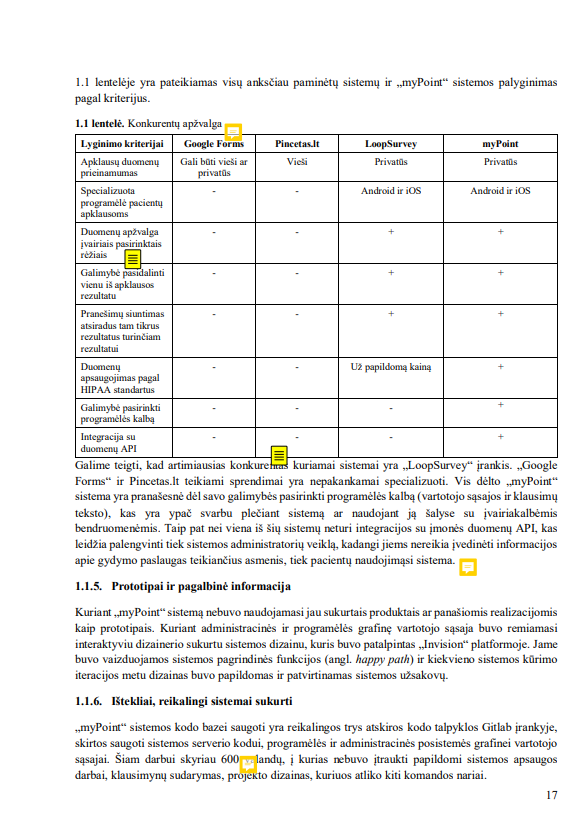 1.1 lentelėje yra pateikiamas visų anksčiau paminėtų sistemų ir „myPoint“ sistemos palyginimas
pagal kriterijus.
1.1 lentelė. Konkurentų apžvalga
Lyginimo kriterijai Google Forms Pincetas.lt LoopSurvey myPoint
Apklausų duomenų prieinamumas Gali būti vieši ar privatūs Vieši Privatūs Privatūs
Specializuota programėlė pacientų apklausoms - - Android ir iOS Android ir iOS
Duomenų apžvalga įvairiais pasirinktais rėžiais - - + +
Galimybė pasidalinti vienu iš apklausos rezultatu - - + +
Pranešimų siuntimas atsiradus tam tikrus rezultatus turinčiam rezultatui - - + +
Duomenų apsaugojimas pagal HIPAA standartus - - Už papildomą kainą +
Galimybė pasirinkti programėlės kalbą - - - +
Integracija su duomenų API - - - +
Galime teigti, kad artimiausias konkurentas kuriamai sistemai yra „LoopSurvey“ įrankis. „Google
Forms“ ir Pincetas.lt teikiami sprendimai yra nepakankamai specializuoti. Vis dėlto „myPoint“
sistema yra pranašesnė dėl savo galimybės pasirinkti programėlės kalbą (vartotojo sąsajos ir klausimų
teksto), kas yra ypač svarbu plečiant sistemą ar naudojant ją šalyse su įvairiakalbėmis
bendruomenėmis. Taip pat nei viena iš šių sistemų neturi integracijos su įmonės duomenų API, kas
leidžia palengvinti tiek sistemos administratorių veiklą, kadangi jiems nereikia įvedinėti informacijos
apie gydymo paslaugas teikiančius asmenis, tiek pacientų naudojimąsi sistema.
1.1.5. Prototipai ir pagalbinė informacija
Kuriant „myPoint“ sistemą nebuvo naudojamasi jau sukurtais produktais ar panašiomis realizacijomis
kaip prototipais. Kuriant administracinės ir programėlės grafinę vartotojo sąsaja buvo remiamasi
interaktyviu dizainerio sukurtu sistemos dizainu, kuris buvo patalpintas „Invision“ platformoje. Jame
buvo vaizduojamos sistemos pagrindinės funkcijos (angl. happy path) ir kiekvieno sistemos kūrimo
iteracijos metu dizainas buvo papildomas ir patvirtinamas sistemos užsakovų.
1.1.6. Ištekliai, reikalingi sistemai sukurti
„myPoint“ sistemos kodo bazei saugoti yra reikalingos trys atskiros kodo talpyklos Gitlab įrankyje,
skirtos saugoti sistemos serverio kodui, programėlės ir administracinės posistemės grafinei vartotojo
sąsajai. Šiam darbui skyriau 600 valandų, į kurias nebuvo įtraukti papildomi sistemos apsaugos
darbai, klausimynų sudarymas, projekto dizainas, kuriuos atliko kiti komandos nariai.
17